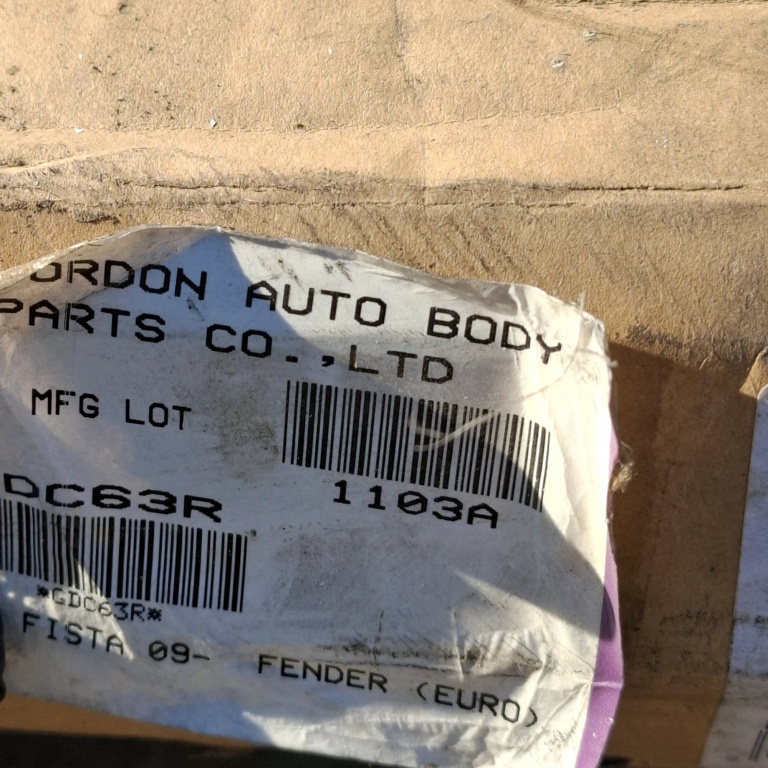 ORDON AUTO BODY
PARTS CO.,LTD
MFG LOT
1103A
DC63R
*GDC63R*
FISTA 09- FENDER (EURO)